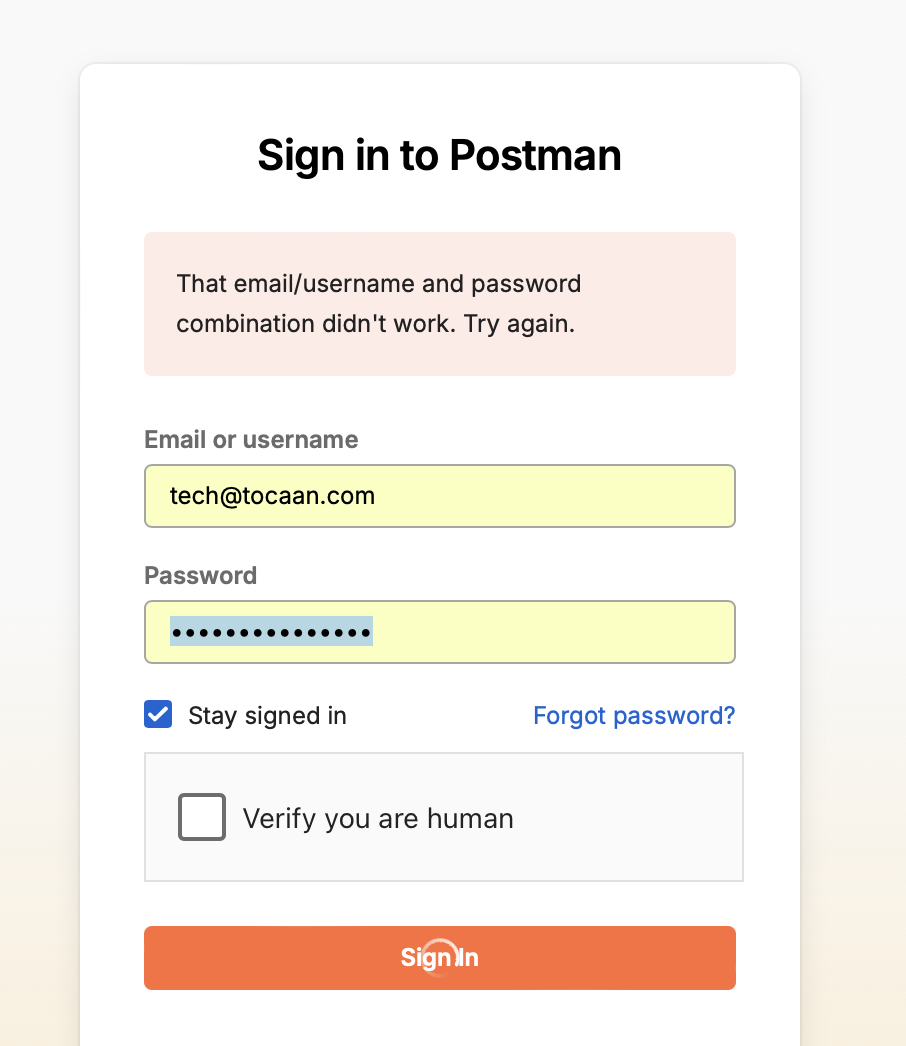 Sign in to Postman
That email/username and password
combination didn't work. Try again.
Email or username
tech@tocaan.com
Password
•••••••••••••••
Stay signed in
Forgot password?
Verify you are human
Sign In